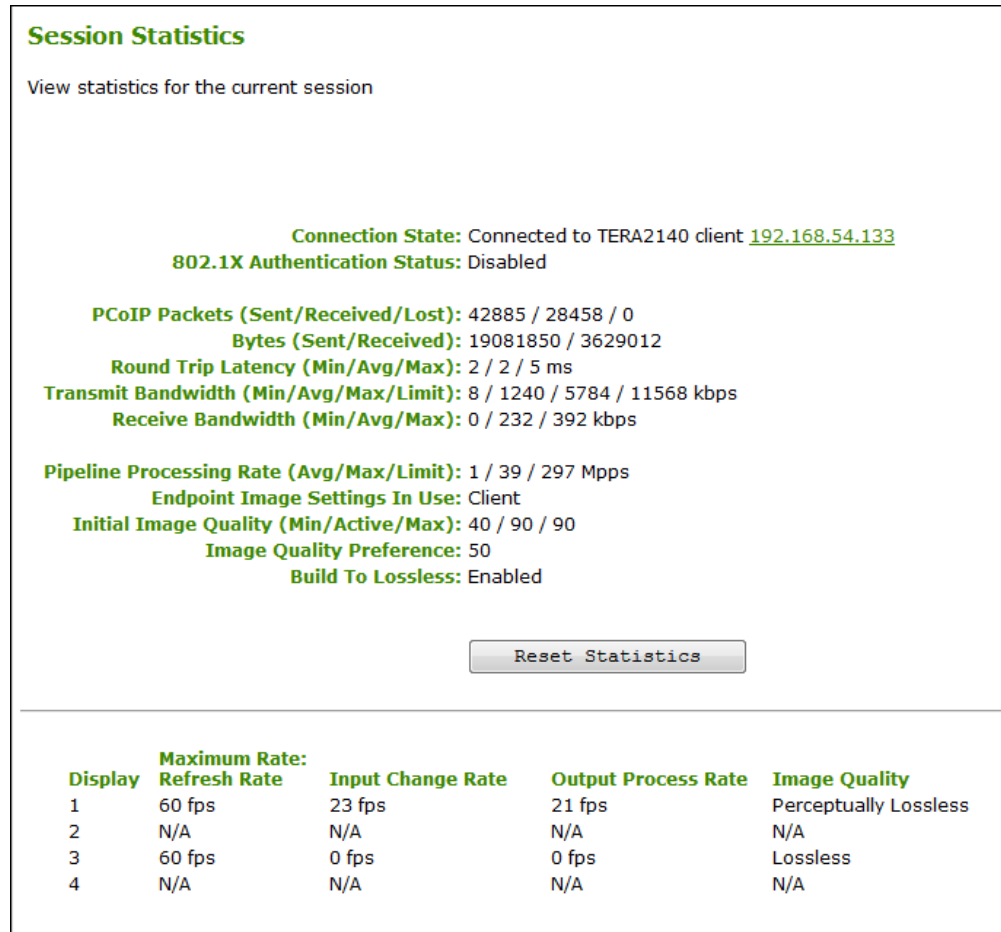 Session Statistics
View statistics for the current session
Connection State: Connected to TERA2140 client 192.168.54.133
802.1X Authentication Status: Disabled
PCoIP Packets (Sent/Received/Lost): 42885 / 28458 / 0
Bytes (Sent/Received): 19081850 / 3629012
Round Trip Latency (Min/Avg/Max): 2 / 2 / 5 ms
Transmit Bandwidth (Min/Avg/Max/Limit): 8 / 1240 / 5784 / 11568 kbps
Receive Bandwidth (Min/Avg/Max): 0 / 232 / 392 kbps
Pipeline Processing Rate (Avg/Max/Limit): 1 / 39 / 297 Mpps
Endpoint Image Settings In Use: Client
Initial Image Quality (Min/Active/Max): 40 / 90 / 90
Image Quality Preference: 50
Build To Lossless: Enabled
Reset Statistics
Maximum Rate:
Display Refresh Rate Input Change Rate Output Process Rate Image Quality
1 60 fps 23 fps 21 fps Perceptually Lossless
2 N/A N/A N/A N/A
3 60 fps 0 fps 0 fps Lossless
4 N/A N/A N/A N/A